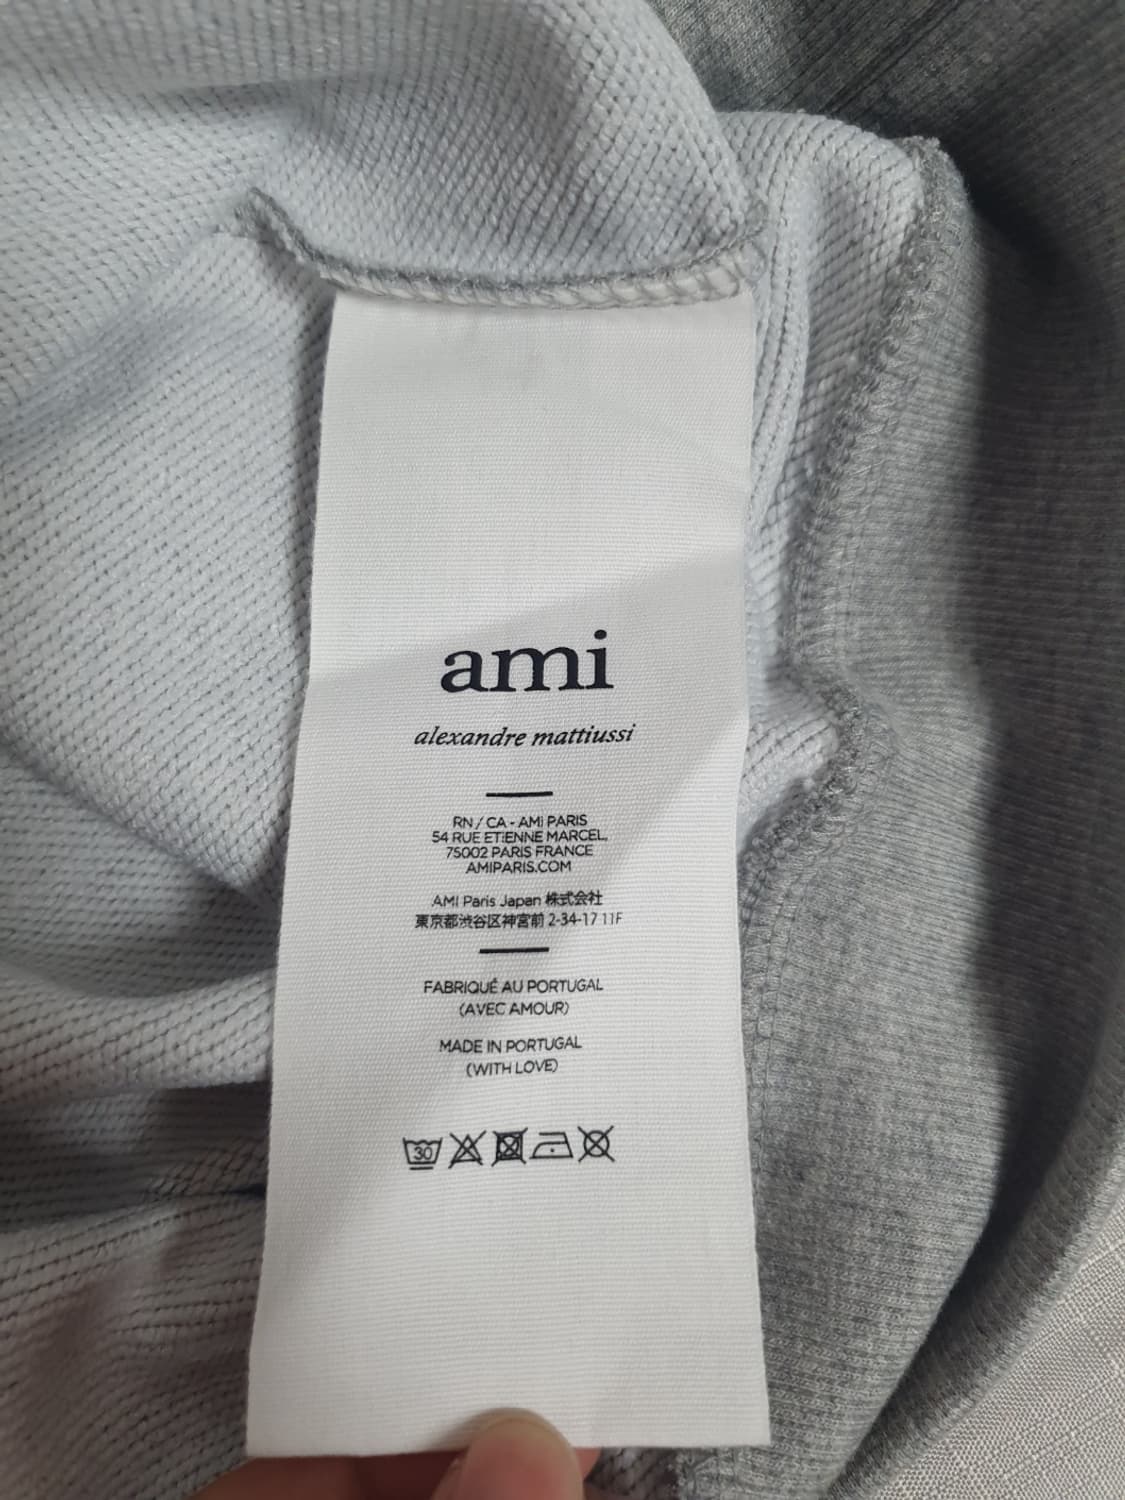 ami
alexandre mattiussi
RN / CA - AMI PARIS
54 RUE ETIENNE MARCEL,
75002 PARIS FRANCE
AMIPARIS.COM
AMI Paris Japan 株式会社
東京都渋谷区神宮前 2-34-17 11F
FABRIQUÉ AU PORTUGAL
(AVEC AMOUR)
MADE IN PORTUGAL
(WITH LOVE)
30